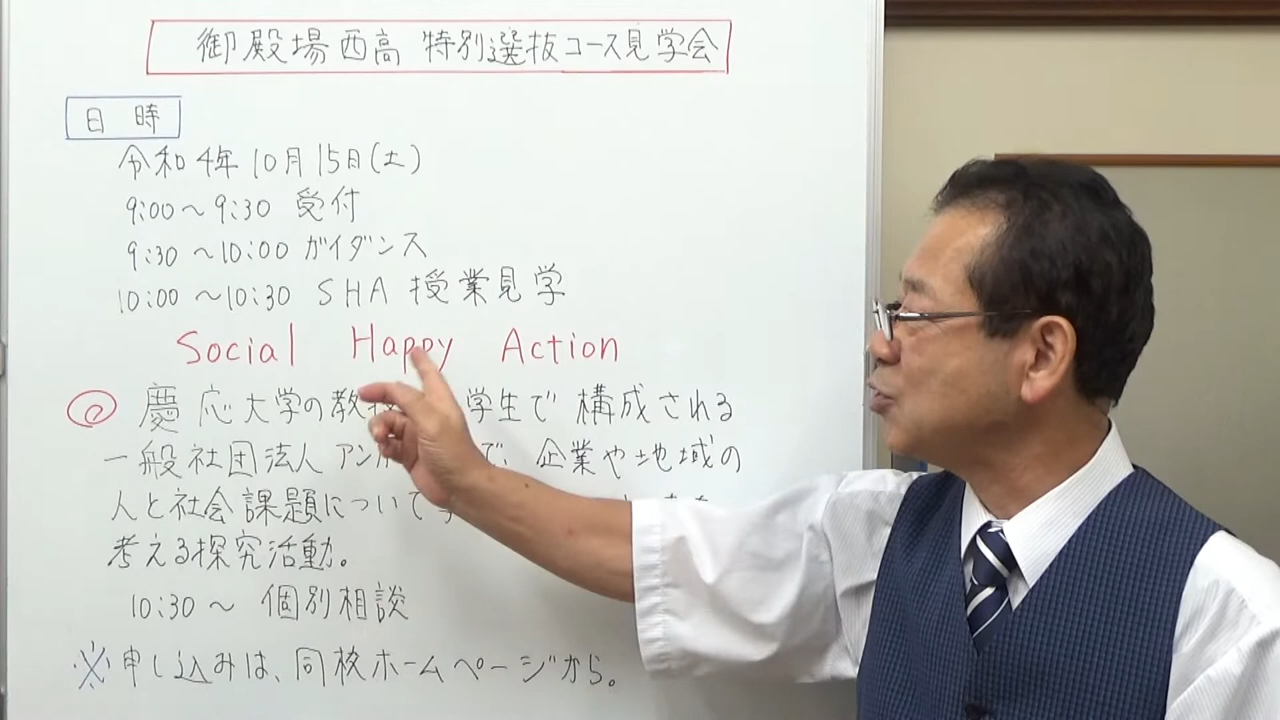 御殿場西高 特別選抜コース見学会
日 時
令和4年10月15日(土)
9:00～9:30 受付
9:30～10:00 ガイダンス
10:00～10:30 SHA 授業見学
Social Happy Action
◎ 慶応大学の教授 学生で構成される
一般社団法人アンカ で、企業や地域の
人と社会課題について
考える探究活動。
10:30～ 個別相談
※申し込みは、同校ホームページから。